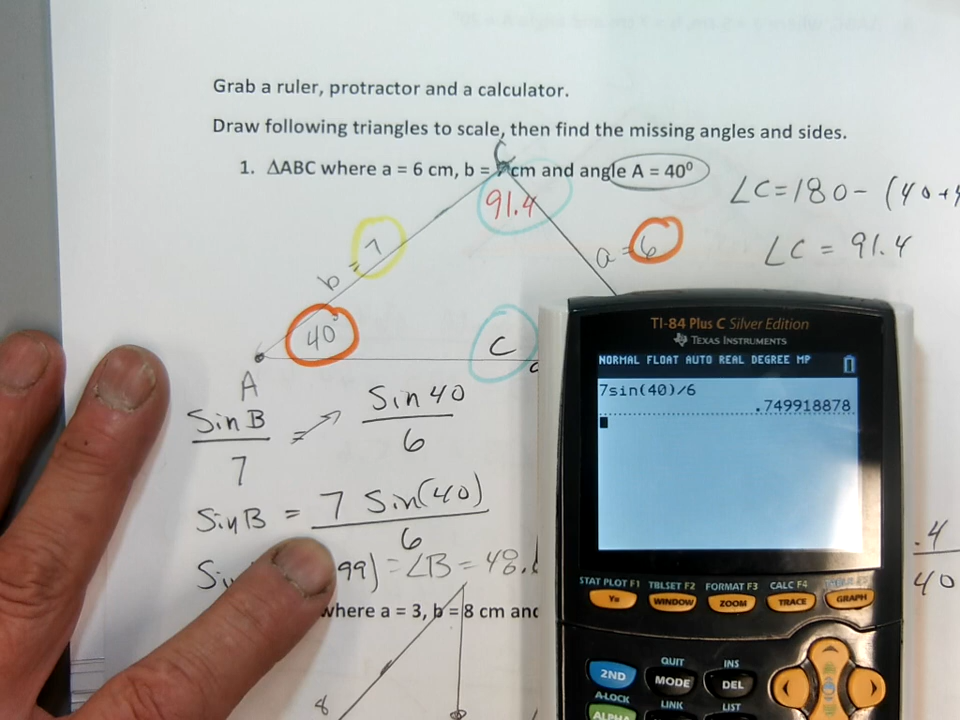 Grab a ruler, protractor and a calculator.
Draw following triangles to scale, then find the missing angles and sides.
C
1. ΔABC where a = 6 cm, b = 7cm and angle A = 40⁰
∠C = 180 - (40+4
91.4
∠C = 91.4
b = 7
a = 6
40°
C
A
Sin B
7
Sin 40
6
Sin B = 7 Sin(40)
6
99) = ∠B = 48.
where a = 3, b = 8 cm and
8
.4
40
TI-84 Plus C Silver Edition
TEXAS INSTRUMENTS
NORMAL FLOAT AUTO REAL DEGREE MP
7sin(40)/6
.749918878
STAT PLOT F1 TBLSET F2 FORMAT F3 CALC F4
Y= WINDOW ZOOM TRACE GRAPH
QUIT INS
2ND MODE DEL
A-LOCK LINK LIST
ALPHA